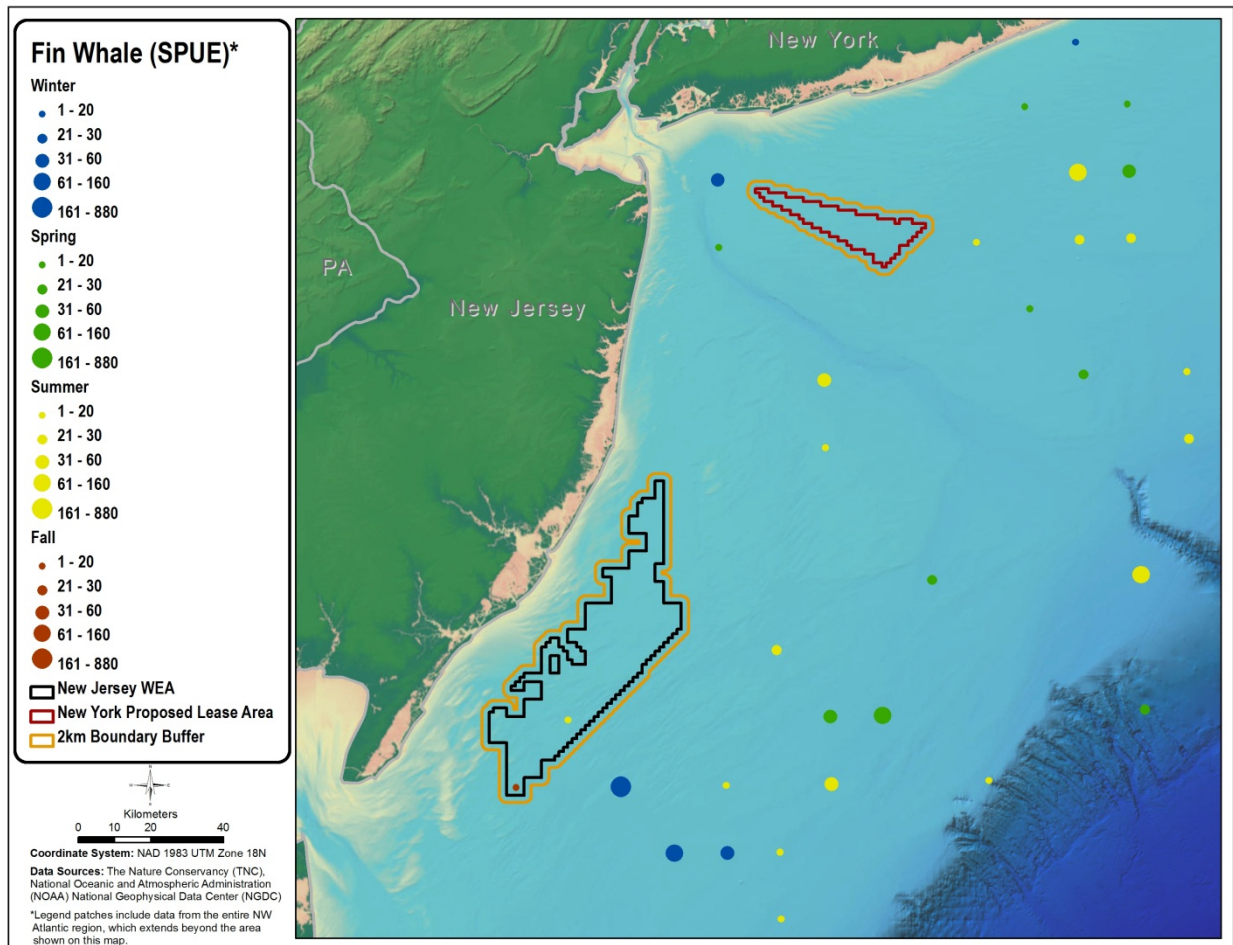 Fin Whale (SPUE)*
Winter
1 - 20
21 - 30
31 - 60
61 - 160
161 - 880
Spring
1 - 20
21 - 30
31 - 60
61 - 160
161 - 880
Summer
1 - 20
21 - 30
31 - 60
61 - 160
161 - 880
Fall
1 - 20
21 - 30
31 - 60
61 - 160
161 - 880
New Jersey WEA
New York Proposed Lease Area
2km Boundary Buffer
Kilometers
0 10 20 40
Coordinate System: NAD 1983 UTM Zone 18N
Data Sources: The Nature Conservancy (TNC),
National Oceanic and Atmospheric Administration
(NOAA) National Geophysical Data Center (NGDC)
*Legend patches include data from the entire NW
Atlantic region, which extends beyond the area
shown on this map.
New York
PA
New Jersey